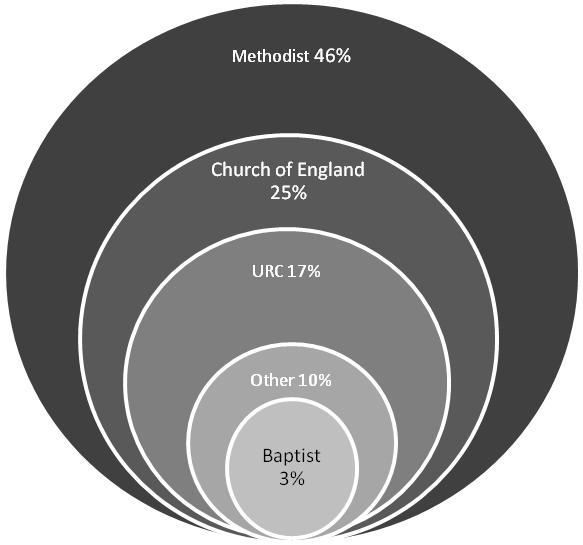 Methodist 46%
Church of England
25%
URC 17%
Other 10%
Baptist
3%